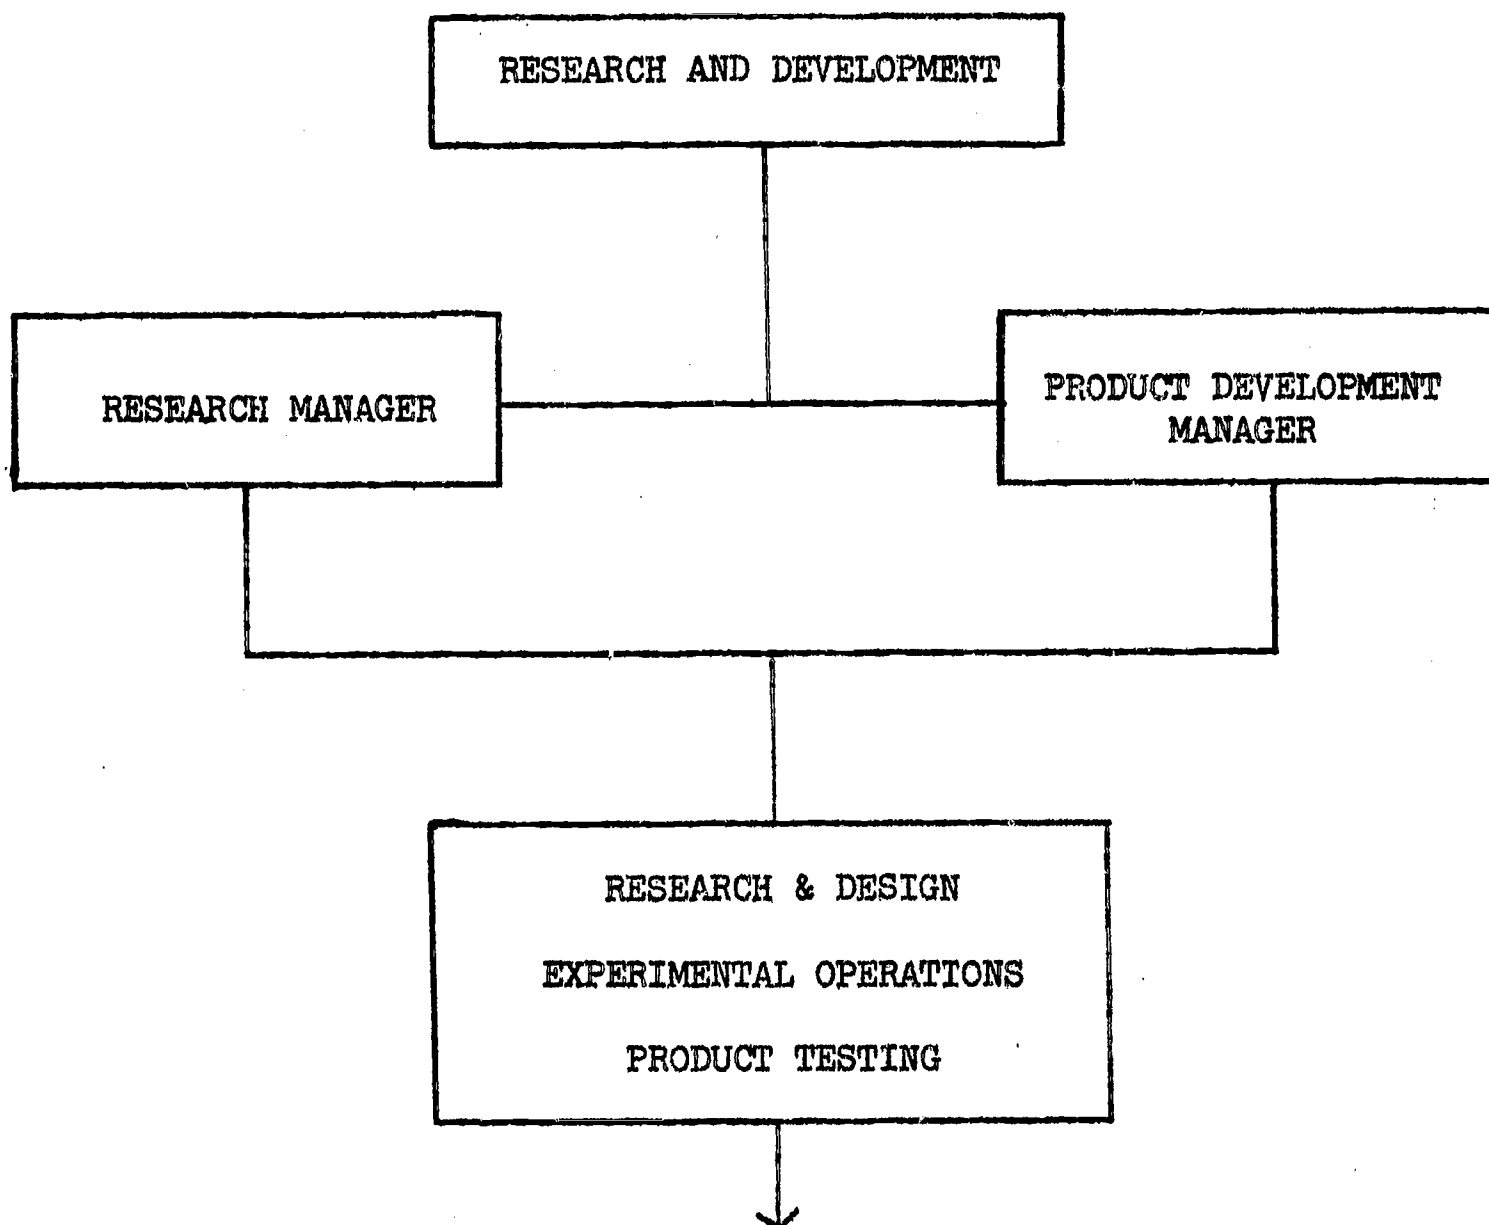 RESEARCH AND DEVELOPMENT
RESEARCH MANAGER
PRODUCT DEVELOPMENT
MANAGER
RESEARCH & DESIGN
EXPERIMENTAL OPERATIONS
PRODUCT TESTING